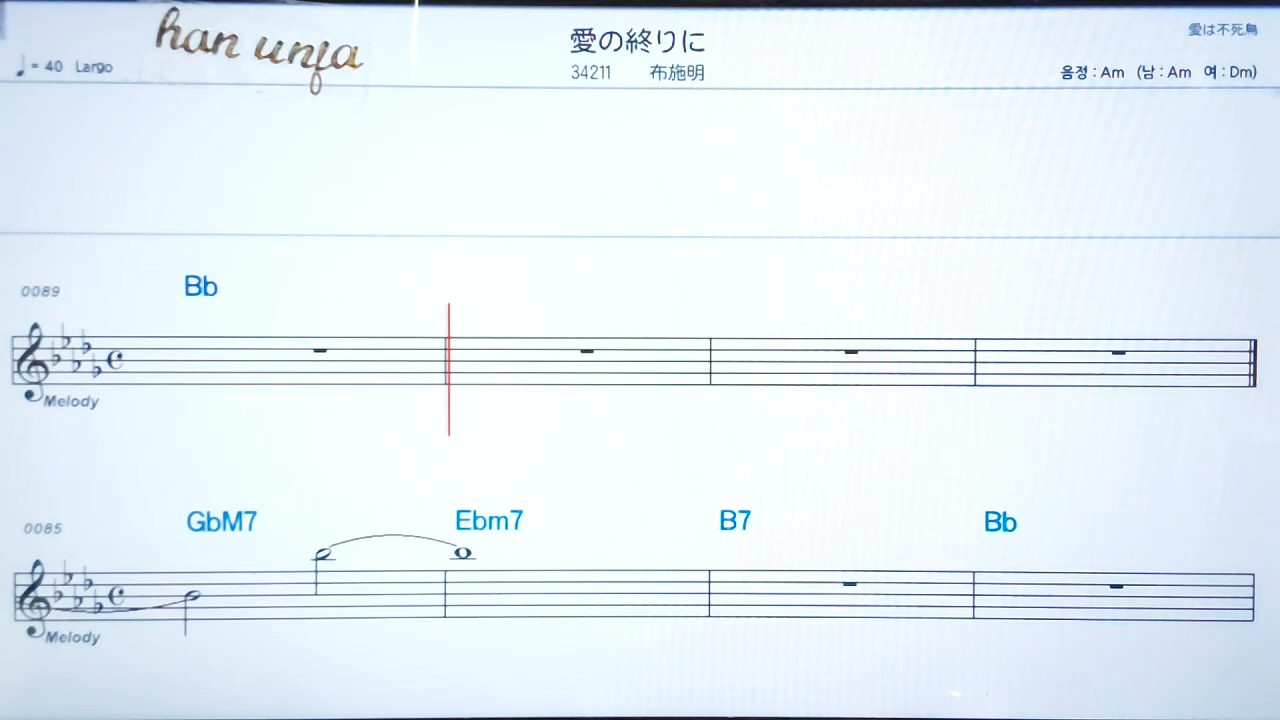 han unja
愛の終りに
愛は不死鳥
♩= 40 Largo
34211 布施明
음정 : Am (남 : Am 여 : Dm)
0089 Bb
Melody
0085 GbM7 Ebm7 B7 Bb
Melody